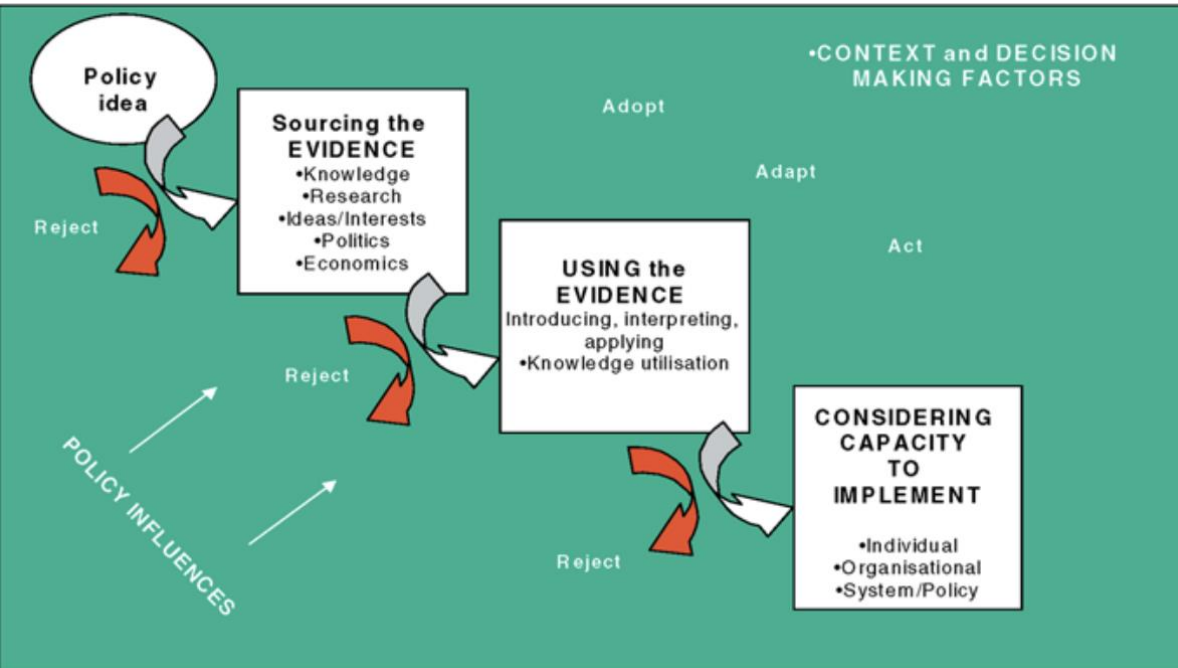 Policy
idea
•CONTEXT and DECISION
MAKING FACTORS
Sourcing the
EVIDENCE
•Knowledge
•Research
•Ideas/Interests
•Politics
•Economics
Adopt
Adapt
Act
Reject
USING the
EVIDENCE
Introducing, interpreting,
applying
•Knowledge utilisation
Reject
CONSIDERING
CAPACITY
TO
IMPLEMENT
•Individual
•Organisational
•System/Policy
Reject
POLICY INFLUENCES